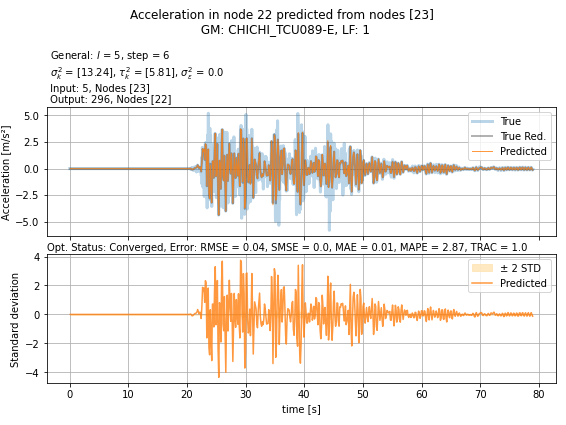 Acceleration in node 22 predicted from nodes [23]
GM: CHICHI_TCU089-E, LF: 1
General: l = 5, step = 6
σ²ₖ = [13.24], τ²ₖ = [5.81], σ²ε = 0.0
Input: 5, Nodes [23]
Output: 296, Nodes [22]
Acceleration [m/s²]
5.0
2.5
0.0
−2.5
−5.0
True
True Red.
Predicted
Opt. Status: Converged, Error: RMSE = 0.04, SMSE = 0.0, MAE = 0.01, MAPE = 2.87, TRAC = 1.0
Standard deviation
4
2
0
−2
−4
± 2 STD
Predicted
0 10 20 30 40 50 60 70 80
time [s]